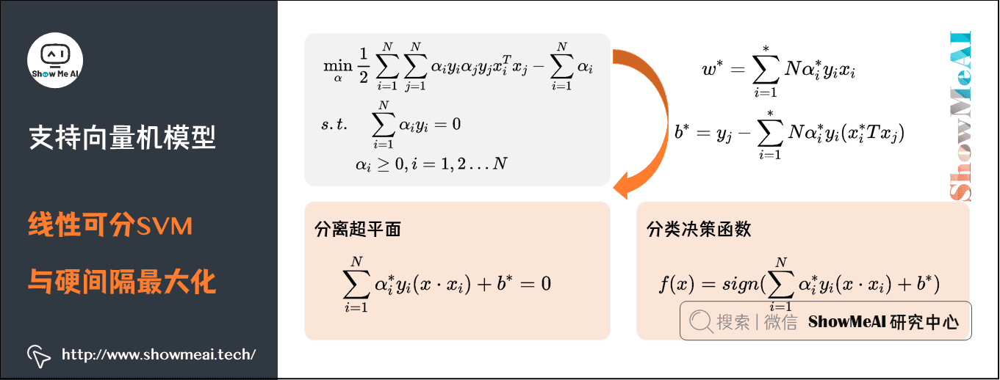 Show Me AI
支持向量机模型
线性可分SVM
与硬间隔最大化
http://www.showmeai.tech/
\min_{\alpha} \frac{1}{2} \sum_{i=1}^{N} \sum_{j=1}^{N} \alpha_i y_i \alpha_j y_j x_i^T x_j - \sum_{i=1}^{N} \alpha_i
s.t. \sum_{i=1}^{N} \alpha_i y_i = 0
\alpha_i \geq 0, i = 1, 2 \ldots N
w^* = \sum_{i=1}^{*} N \alpha_i^* y_i x_i
b^* = y_j - \sum_{i=1}^{*} N \alpha_i^* y_i (x_i^* T x_j)
ShowMeAI
分离超平面
\sum_{i=1}^{N} \alpha_i^* y_i (x \cdot x_i) + b^* = 0
分类决策函数
f(x) = sign(\sum_{i=1}^{N} \alpha_i^* y_i (x \cdot x_i) + b^*)
搜索 | 微信 ShowMeAI 研究中心